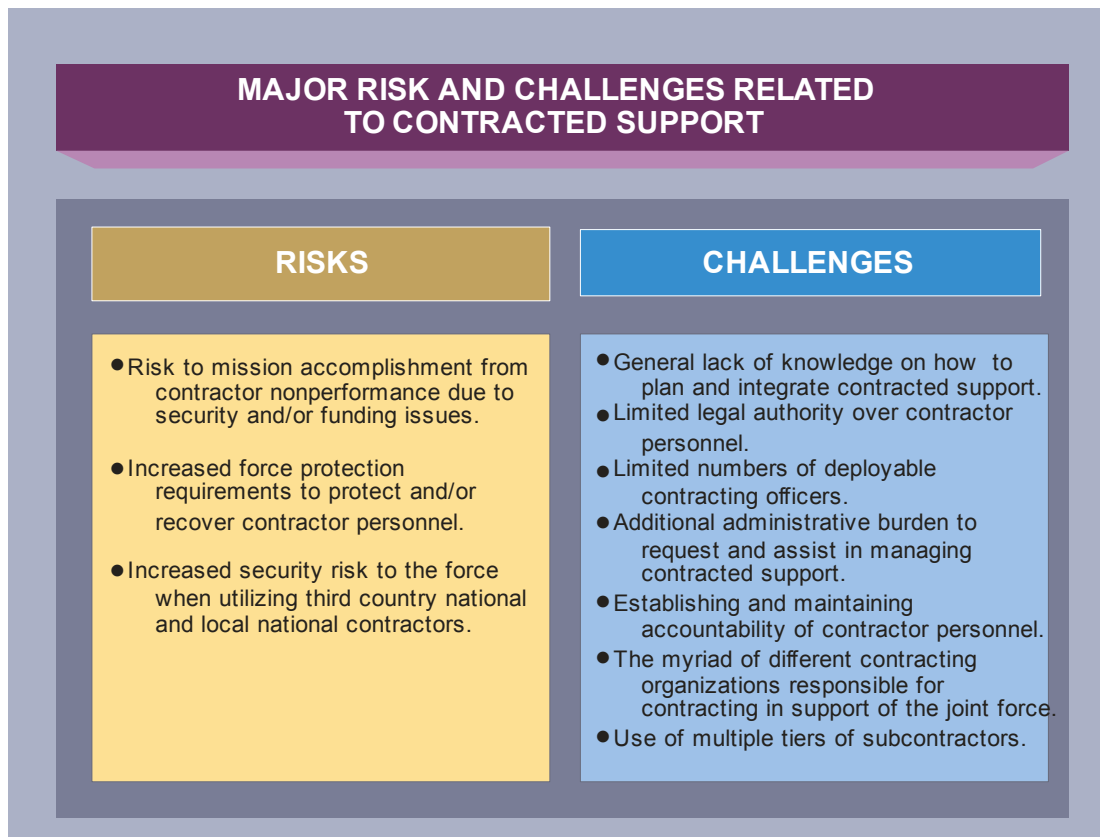 MAJOR RISK AND CHALLENGES RELATED
TO CONTRACTED SUPPORT
RISKS
●Risk to mission accomplishment from
contractor nonperformance due to
security and/or funding issues.
●Increased force protection
requirements to protect and/or
recover contractor personnel.
●Increased security risk to the force
when utilizing third country national
and local national contractors.
CHALLENGES
●General lack of knowledge on how to
plan and integrate contracted support.
●Limited legal authority over contractor
personnel.
●Limited numbers of deployable
contracting officers.
●Additional administrative burden to
request and assist in managing
contracted support.
●Establishing and maintaining
accountability of contractor personnel.
●The myriad of different contracting
organizations responsible for
contracting in support of the joint force.
●Use of multiple tiers of subcontractors.